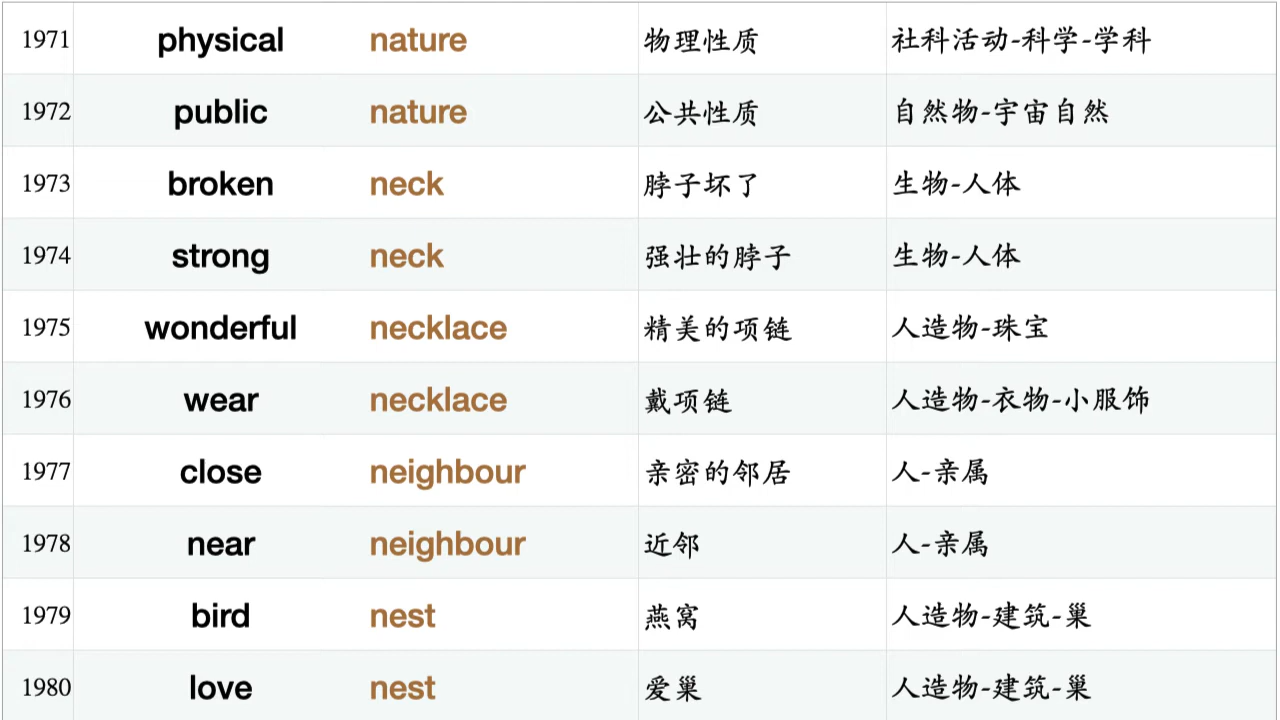 1971 physical nature 物理性质 社科活动-科学-学科
1972 public nature 公共性质 自然物-宇宙自然
1973 broken neck 脖子坏了 生物-人体
1974 strong neck 强壮的脖子 生物-人体
1975 wonderful necklace 精美的项链 人造物-珠宝
1976 wear necklace 戴项链 人造物-衣物-小服饰
1977 close neighbour 亲密的邻居 人-亲属
1978 near neighbour 近邻 人-亲属
1979 bird nest 燕窝 人造物-建筑-巢
1980 love nest 爱巢 人造物-建筑-巢